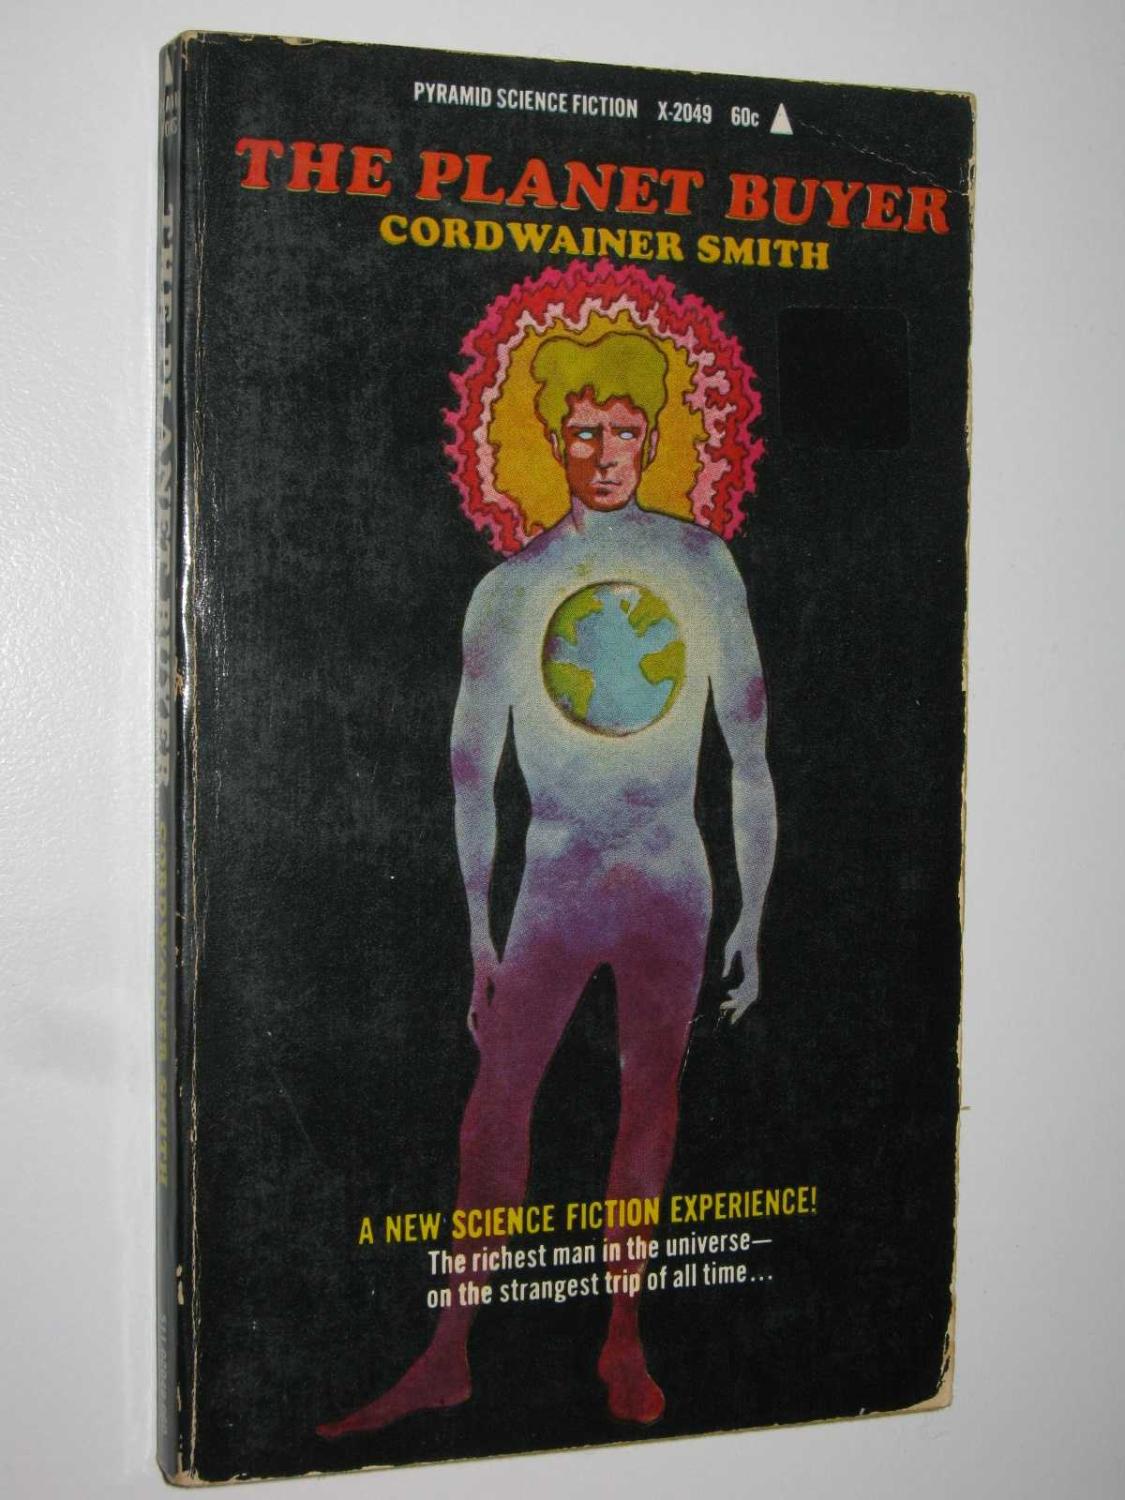 PYRAMID SCIENCE FICTION X-2049 60c
THE PLANET BUYER
CORDWAINER SMITH
A NEW SCIENCE FICTION EXPERIENCE!
The richest man in the universe—
on the strangest trip of all time...
THE PLANET BUYER CORDWAINER SMITH